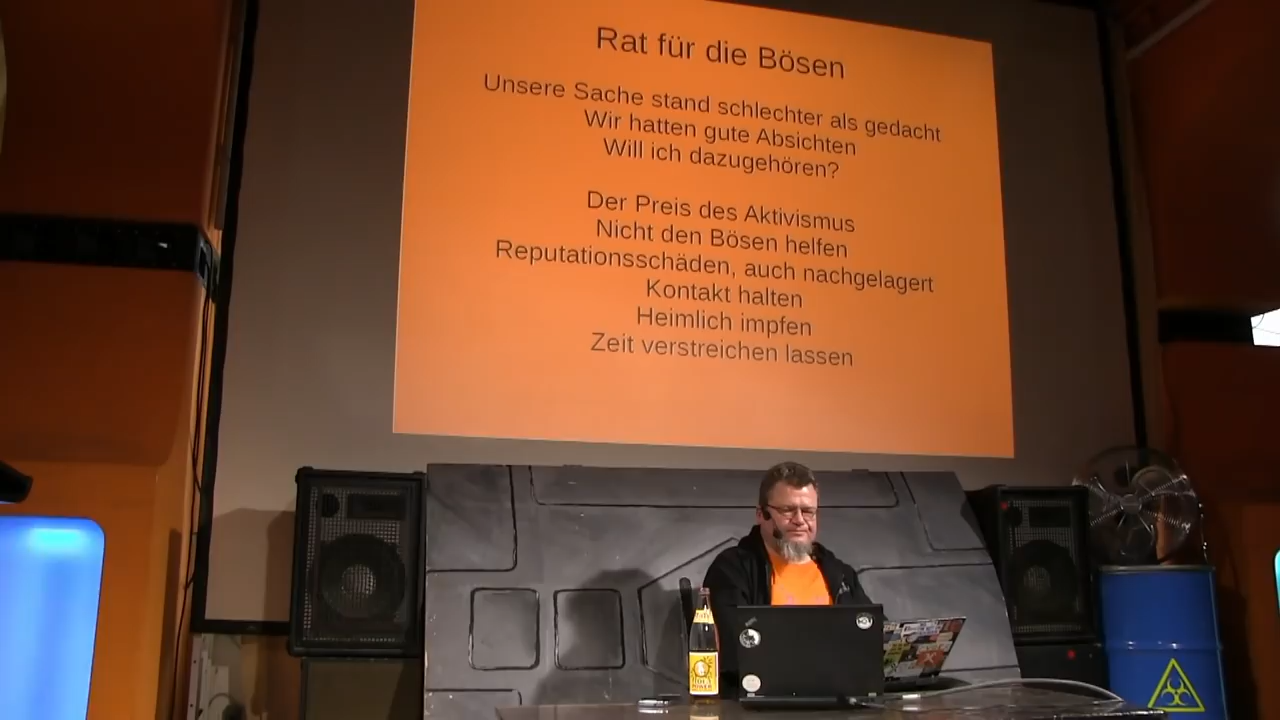 Rat für die Bösen
Unsere Sache stand schlechter als gedacht
Wir hatten gute Absichten
Will ich dazugehören?
Der Preis des Aktivismus
Nicht den Bösen helfen
Reputationsschäden, auch nachgelagert
Kontakt halten
Heimlich impfen
Zeit verstreichen lassen